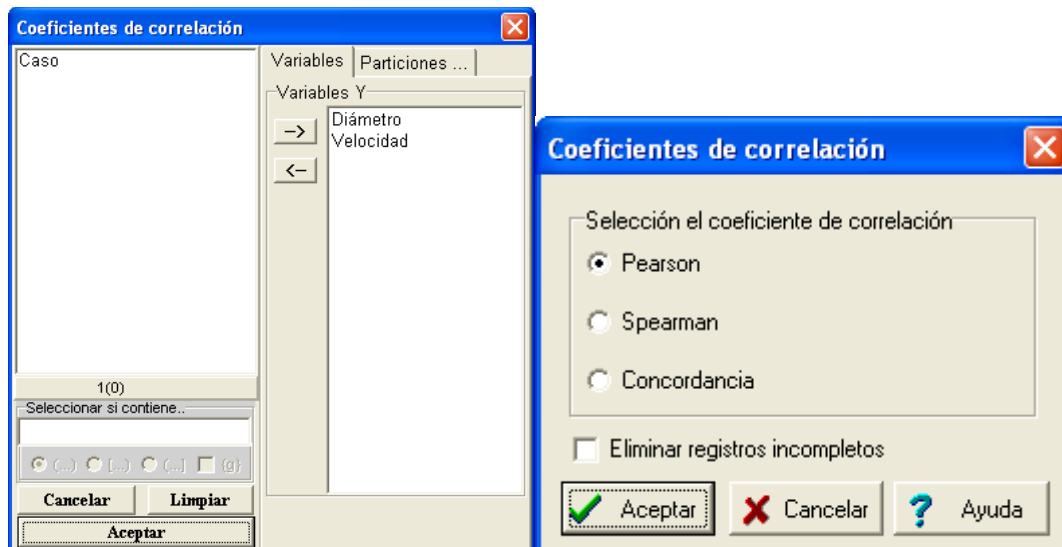 Coeficientes de correlación
Caso
1(0)
Seleccionar si contiene..
(...) [...) (...] {g}
Cancelar Limpiar
Aceptar
Variables Particiones ...
Variables Y
-->
<--
Diámetro
Velocidad
Coeficientes de correlación
Selección el coeficiente de correlación
Pearson
Spearman
Concordancia
Eliminar registros incompletos
Aceptar Cancelar Ayuda